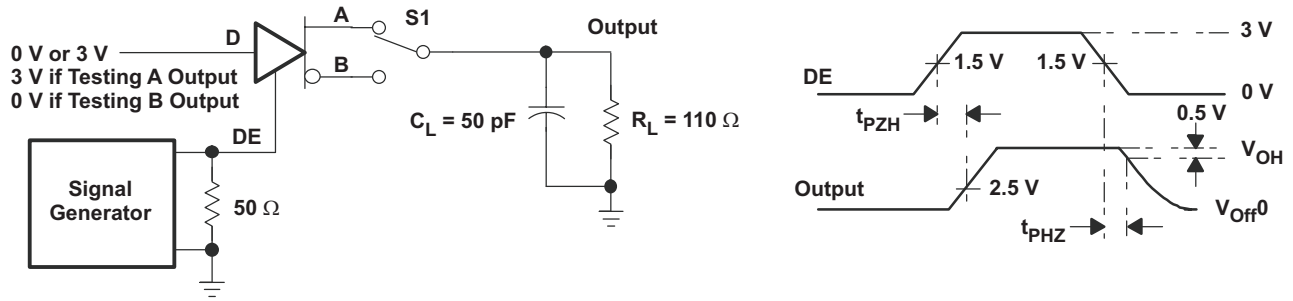 0 V or 3 V
3 V if Testing A Output
0 V if Testing B Output
D
A
B
S1
DE
Signal
Generator
50 Ω
Output
C_L = 50 pF
R_L = 110 Ω
DE
1.5 V
1.5 V
3 V
0 V
t_PZH
0.5 V
V_OH
Output
2.5 V
V_Off0
t_PHZ